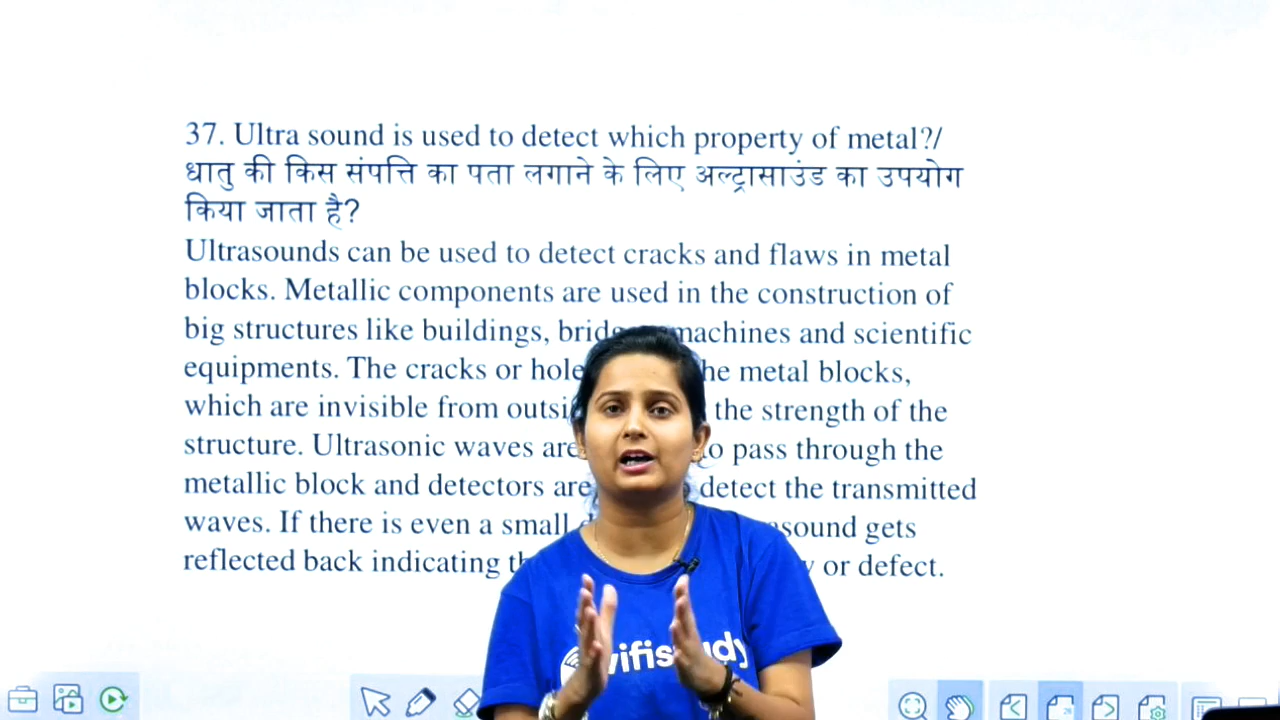 37. Ultra sound is used to detect which property of metal?/
धातु की किस संपत्ति का पता लगाने के लिए अल्ट्रासाउंड का उपयोग
किया जाता है?
Ultrasounds can be used to detect cracks and flaws in metal
blocks. Metallic components are used in the construction of
big structures like buildings, machines and scientific
equipments. The cracks or metal blocks,
which are invisible from the strength of the
structure. Ultrasonic waves are to pass through the
metallic block and detectors are detect the transmitted
waves. If there is even a small gets
reflected back indicating or defect.
wifistudy